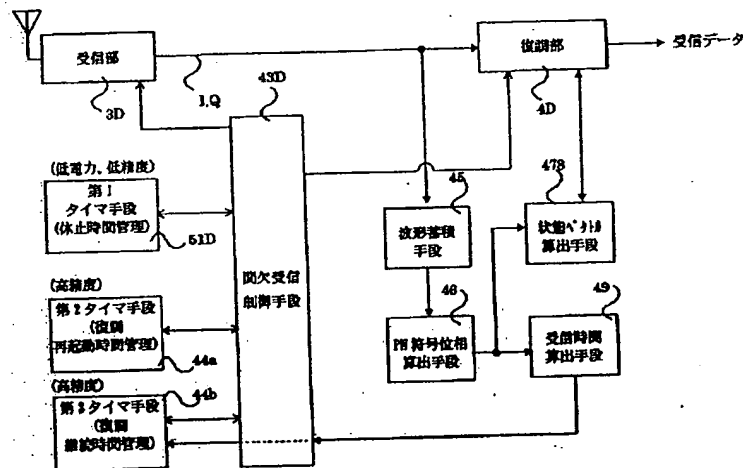 受信部
3D
I,Q
43D
復調部
4D
受信データ
(低電力、低精度)
第1
タイマ手段
(休止時間管理)
51D
45
波形蓄積
手段
478
状態ベクトル
算出手段
(高精度)
第2タイマ手段
(復調
再起動時間管理)
44a
間欠受信
制御手段
46
PN符号位相
算出手段
49
受信時間
算出手段
(高精度)
44b
第3タイマ手段
(復調
継続時間管理)